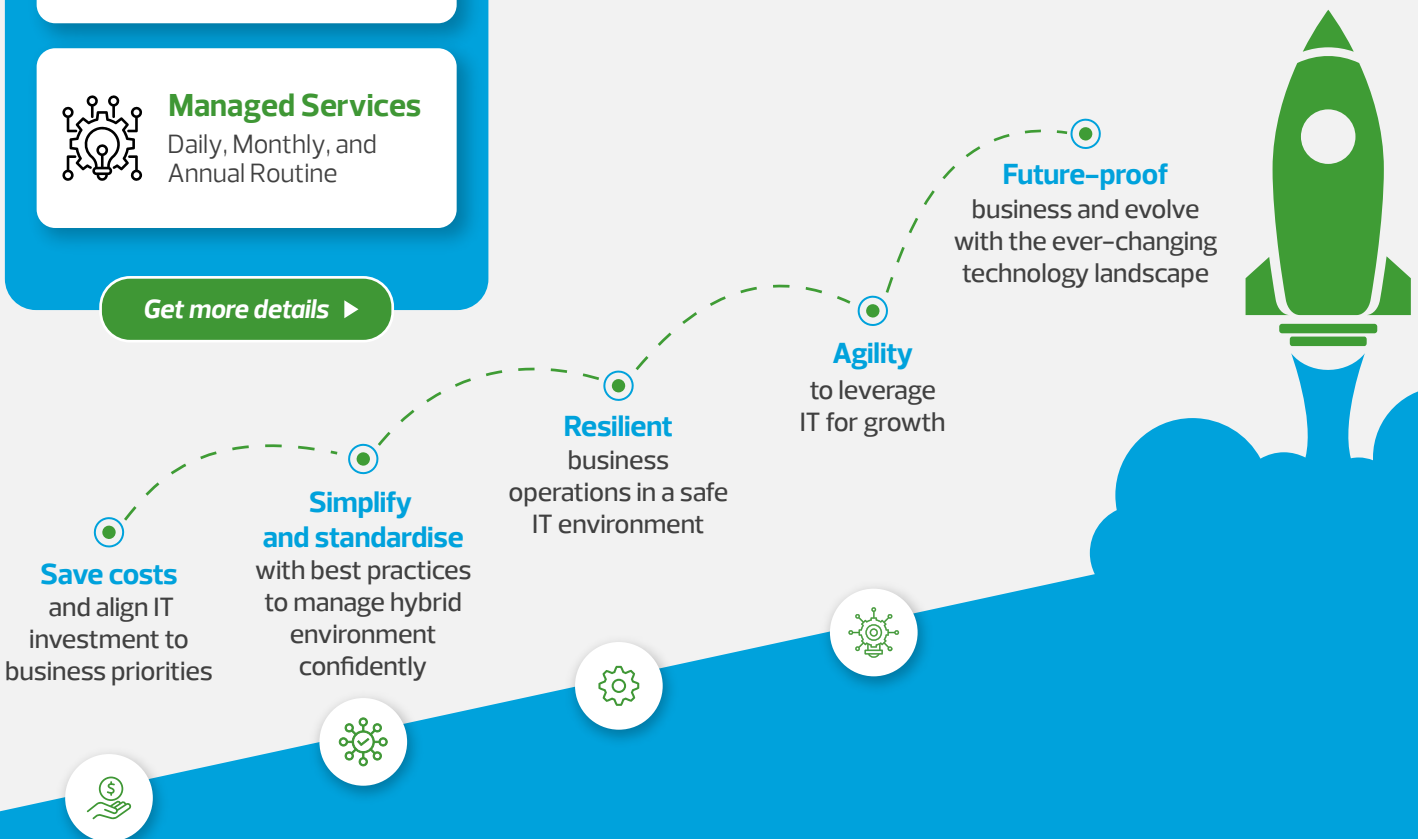 Managed Services
Daily, Monthly, and
Annual Routine
Get more details
Save costs
and align IT
investment to
business priorities
Simplify
and standardise
with best practices
to manage hybrid
environment
confidently
Resilient
business
operations in a safe
IT environment
Agility
to leverage
IT for growth
Future-proof
business and evolve
with the ever-changing
technology landscape
$